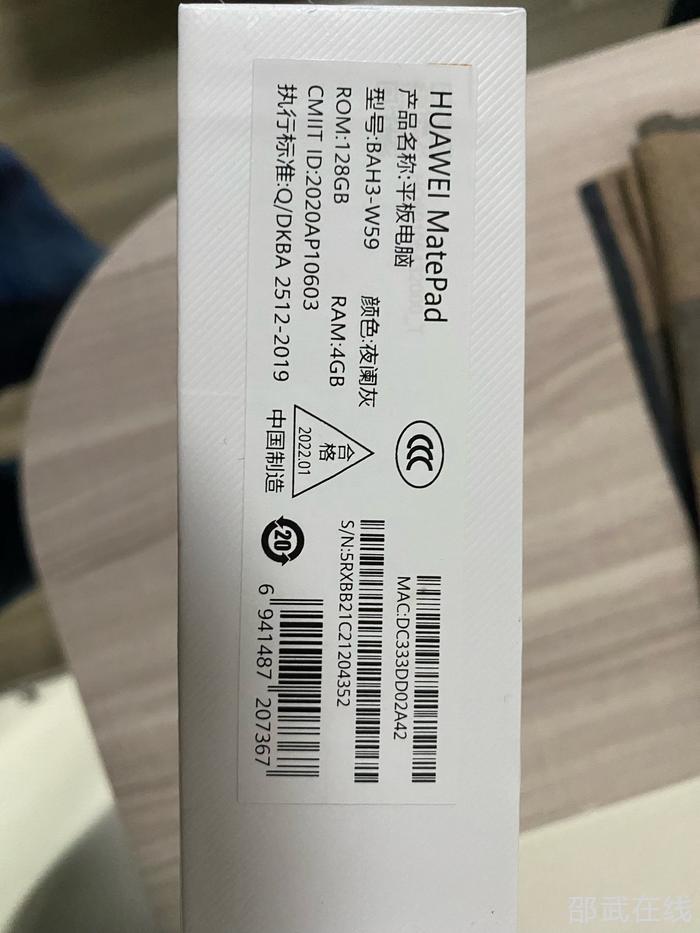 HUAWEI MatePad
产品名称:平板电脑
型号:BAH3-W59 颜色:夜阑灰
ROM:128GB RAM:4GB
CMIIT ID:2020AP10603
执行标准:Q/DKBA 2512-2019
CCC
合格
2022.01
中国制造
20
MAC:DC333DD02A42
S/N:5RXBB21C21204352
6 941487 207367
邵武在线